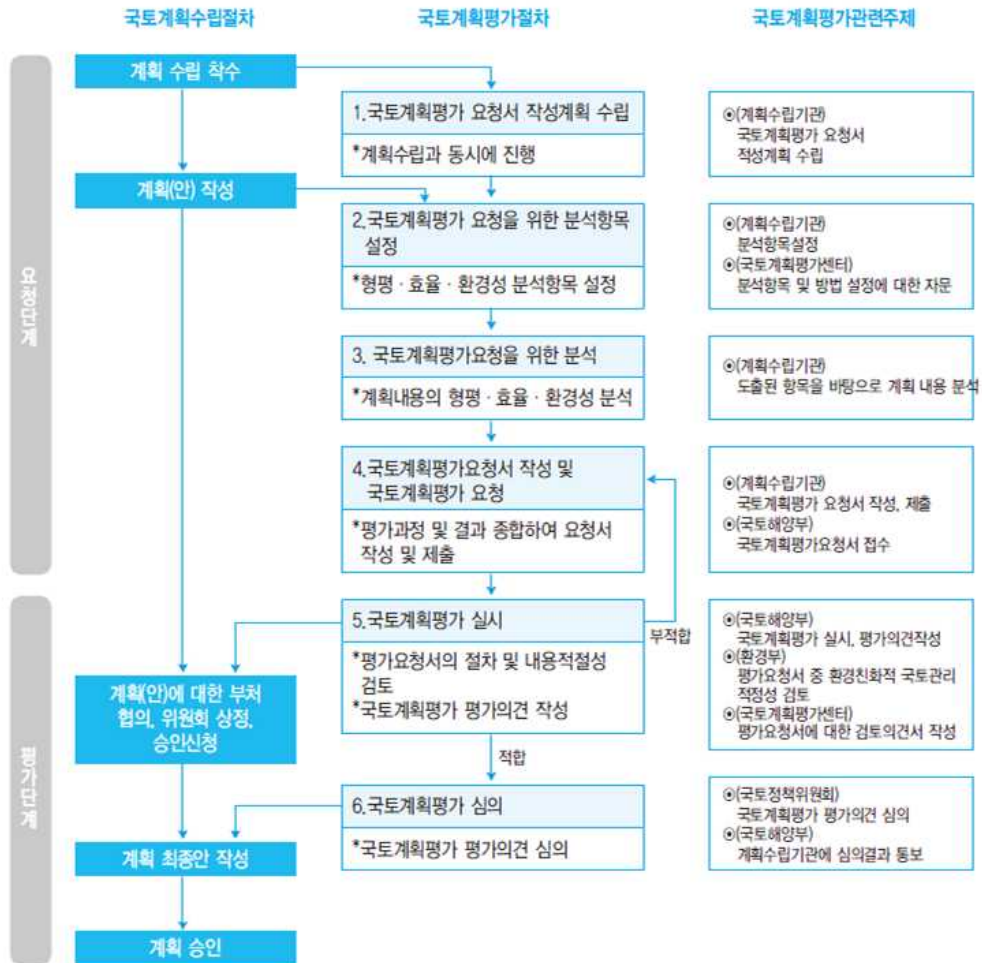 국토계획수립절차
국토계획평가절차
국토계획평가관련주제
요청단계
계획 수립 착수
1.국토계획평가 요청서 작성계획 수립
*계획수립과 동시에 진행
⊙(계획수립기관)
국토계획평가 요청서
적성계획 수립
계획(안) 작성
2.국토계획평가 요청을 위한 분석항목
설정
*형평·효율·환경성 분석항목 설정
⊙(계획수립기관)
분석항목설정
⊙(국토계획평가센터)
분석항목 및 방법 설정에 대한 자문
3. 국토계획평가요청을 위한 분석
*계획내용의 형평·효율·환경성 분석
⊙(계획수립기관)
도출된 항목을 바탕으로 계획 내용 분석
4.국토계획평가요청서 작성 및
국토계획평가 요청
*평가과정 및 결과 종합하여 요청서
작성 및 제출
⊙(계획수립기관)
국토계획평가 요청서 작성, 제출
⊙(국토해양부)
국토계획평가요청서 접수
평가단계
5.국토계획평가 실시
*평가요청서의 절차 및 내용적절성
검토
*국토계획평가 평가의견 작성
부적합
⊙(국토해양부)
국토계획평가 실시, 평가의견작성
⊙(환경부)
평가요청서 중 환경친화적 국토관리
적정성 검토
⊙(국토계획평가센터)
평가요청서에 대한 검토의견서 작성
계획(안)에 대한 부처
협의, 위원회 상정,
승인신청
적합
6.국토계획평가 심의
*국토계획평가 평가의견 심의
⊙(국토정책위원회)
국토계획평가 평가의견 심의
⊙(국토해양부)
계획수립기관에 심의결과 통보
계획 최종안 작성
계획 승인